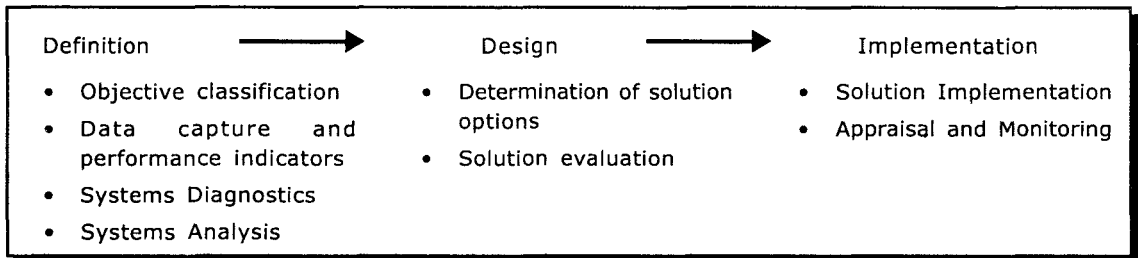 Definition
Design
Implementation
• Objective classification
• Data capture and
performance indicators
• Systems Diagnostics
• Systems Analysis
• Determination of solution
options
• Solution evaluation
• Solution Implementation
• Appraisal and Monitoring